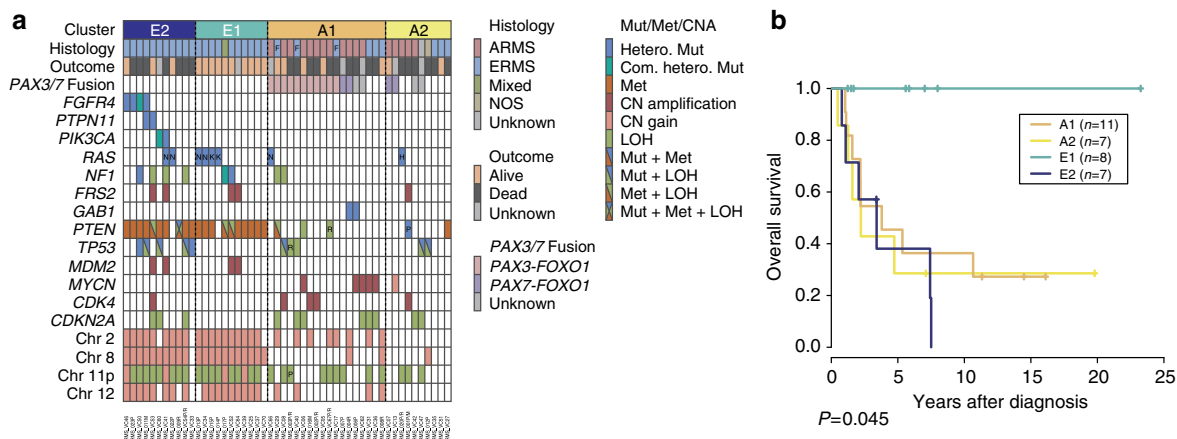 a
Cluster E2 E1 A1 A2
Histology F F F
Outcome
PAX3/7 Fusion
FGFR4
PTPN11
PIK3CA
RAS N N N N K K N H
NF1
FRS2
GAB1
PTEN R P
TP53 R
MDM2
MYCN
CDK4
CDKN2A
Chr 2
Chr 8
Chr 11p P
Chr 12
Histology
ARMS
ERMS
Mixed
NOS
Unknown
Outcome
Alive
Dead
Unknown
PAX3/7 Fusion
PAX3-FOXO1
PAX7-FOXO1
Unknown
Mut/Met/CNA
Hetero. Mut
Com. hetero. Mut
Met
CN amplification
CN gain
LOH
Mut + Met
Mut + LOH
Met + LOH
Mut + Met + LOH
b
Overall survival
1.0
0.8
0.6
0.4
0.2
0.0
A1 (n=11)
A2 (n=7)
E1 (n=8)
E2 (n=7)
0 5 10 15 20 25
Years after diagnosis
P=0.045